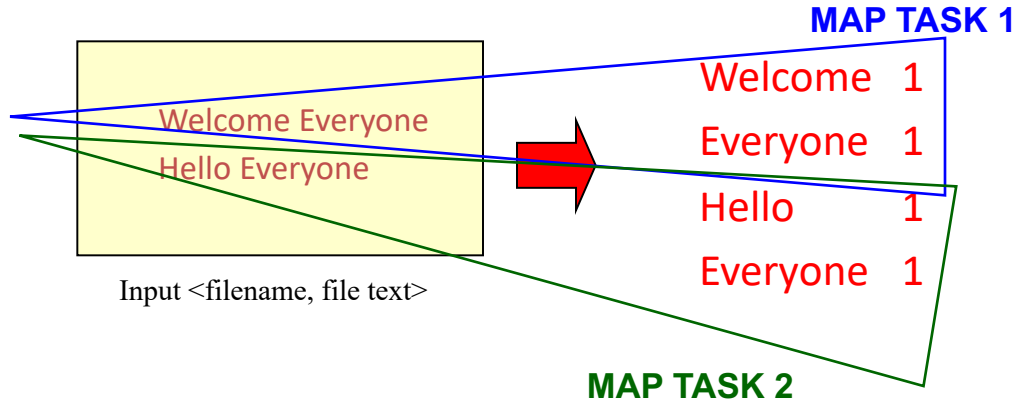 MAP TASK 1
Welcome Everyone
Hello Everyone
Welcome 1
Everyone 1
Hello 1
Everyone 1
Input <filename, file text>
MAP TASK 2